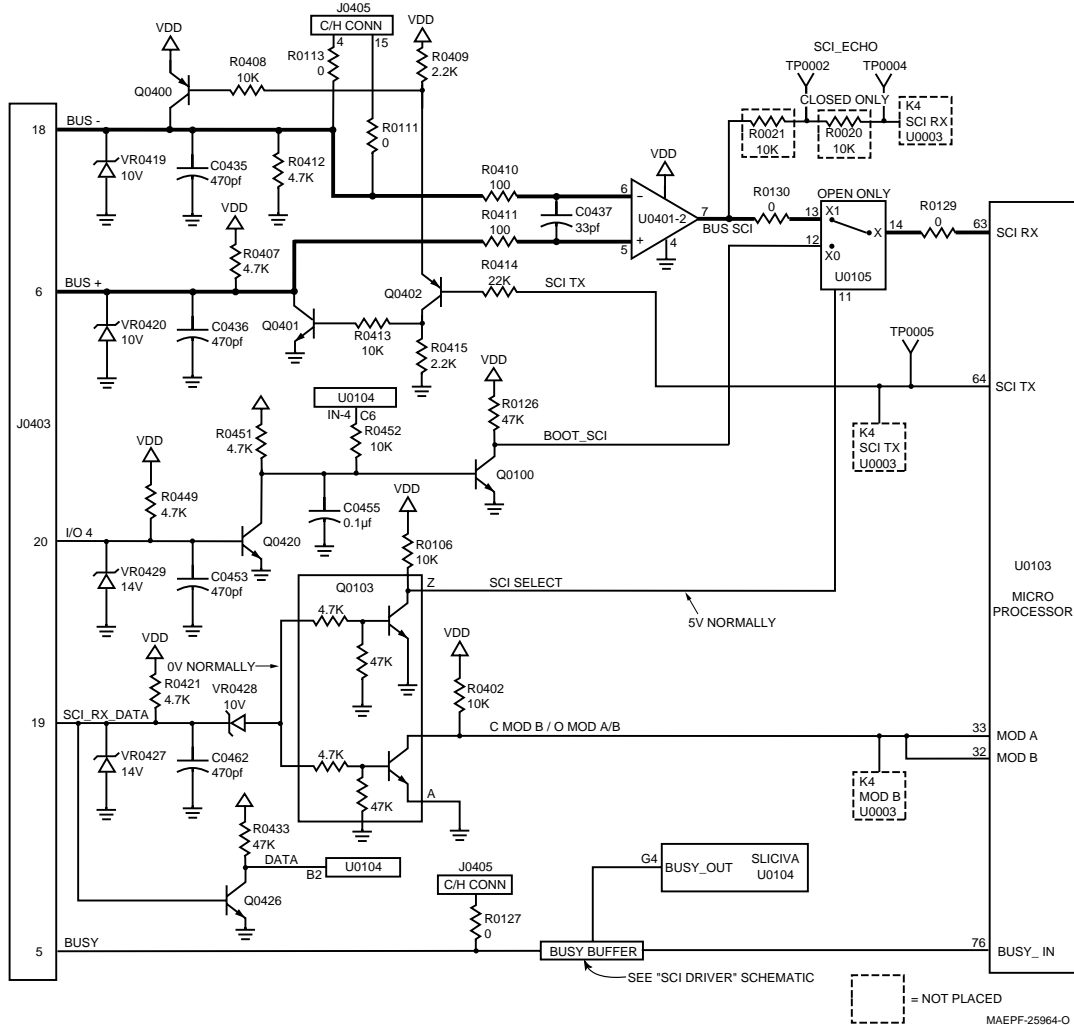 J0405
C/H CONN
4
15
VDD
R0408
10K
Q0400
R0113
0
VDD
R0409
2.2K
R0111
0
18
BUS -
VR0419
10V
C0435
470pf
R0412
4.7K
VDD
R0407
4.7K
6
BUS +
VR0420
10V
C0436
470pf
Q0401
R0413
10K
Q0402
R0415
2.2K
R0410
100
R0411
100
C0437
33pf
R0414
22K
SCI TX
6
5
−
+
VDD
U0401-2
4
7
BUS SCI
SCI_ECHO
TP0002
TP0004
CLOSED ONLY
R0021
10K
R0020
10K
K4
SCI RX
U0003
R0130
0
OPEN ONLY
13
X1
X
12
X0
U0105
11
14
R0129
0
63
SCI RX
TP0005
64
SCI TX
K4
SCI TX
U0003
J0403
U0104
IN-4
C6
R0452
10K
R0451
4.7K
VDD
R0126
47K
BOOT_SCI
Q0100
VDD
R0449
4.7K
20
I/O 4
VR0429
14V
C0453
470pf
Q0420
C0455
0.1µf
VDD
R0106
10K
Q0103
Z
SCI SELECT
5V NORMALLY
4.7K
47K
0V NORMALLY
VDD
R0421
4.7K
VR0428
10V
19
SCI_RX_DATA
VR0427
14V
C0462
470pf
4.7K
47K
A
VDD
R0402
10K
C MOD B / O MOD A/B
33
MOD A
32
MOD B
K4
MOD B
U0003
U0103
MICRO
PROCESSOR
R0433
47K
DATA
B2
U0104
Q0426
J0405
C/H CONN
R0127
0
G4
BUSY_OUT
SLICIVA
U0104
5
BUSY
BUSY BUFFER
76
BUSY_ IN
SEE "SCI DRIVER" SCHEMATIC
= NOT PLACED
MAEPF-25964-O